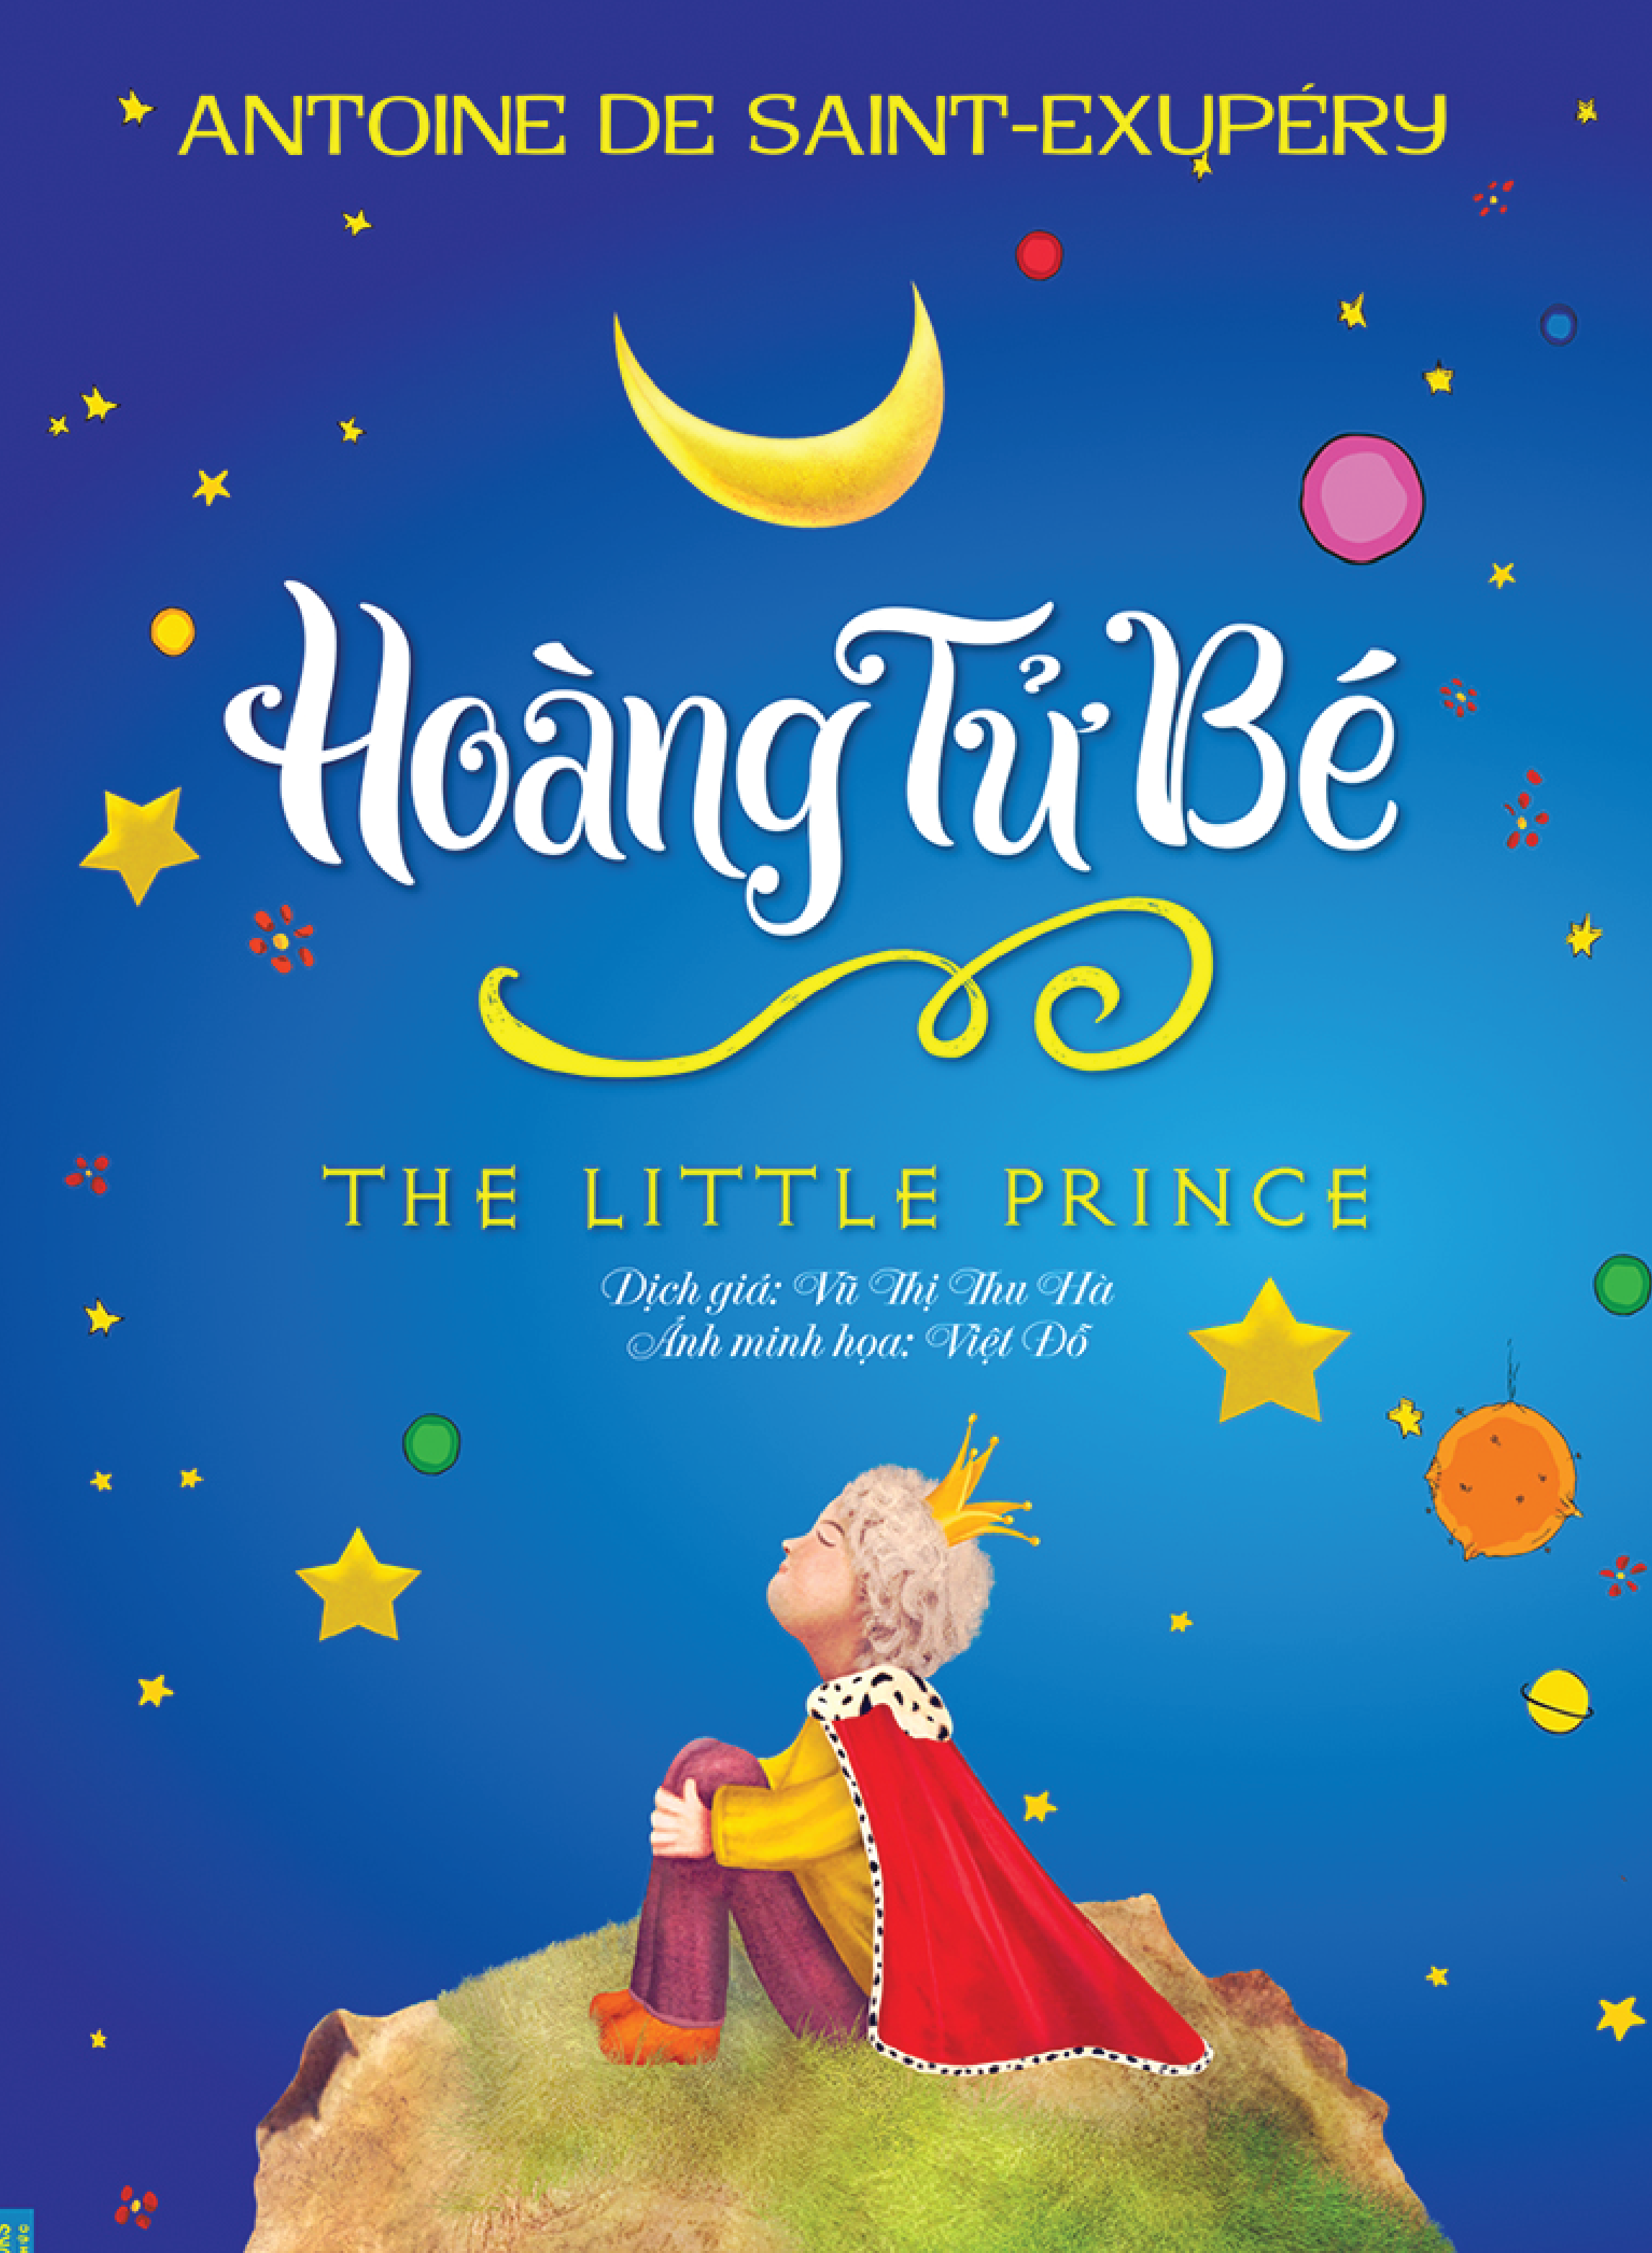 ANTOINE DE SAINT-EXUPÉRY
Hoàng Tử Bé
THE LITTLE PRINCE
Dịch giả: Vũ Thị Thu Hà
Ảnh minh họa: Việt Đỗ